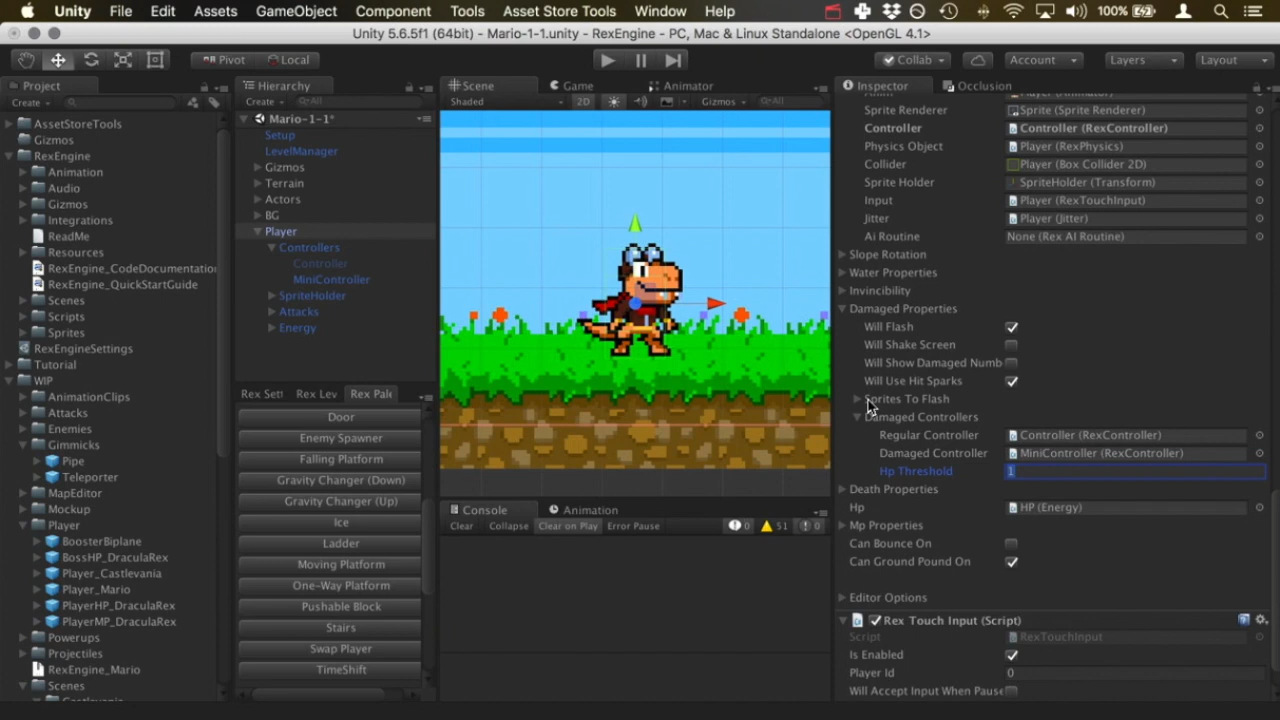 Unity File Edit Assets GameObject Component Tools Asset Store Tools Window Help 100%
Unity 5.6.5f1 (64bit) - Mario-1-1.unity - RexEngine - PC, Mac & Linux Standalone <OpenGL 4.1>
Pivot Local Collab Account Layers Layout
Project
Create
AssetStoreTools
Gizmos
RexEngine
Animation
Audio
Gizmos
Integrations
ReadMe
Resources
RexEngine_CodeDocumentatio
RexEngine_QuickStartGuide
Scenes
Scripts
Sprites
RexEngineSettings
Tutorial
WIP
AnimationClips
Attacks
Enemies
Gimmicks
Pipe
Teleporter
MapEditor
Mockup
Player
BoosterBiplane
BossHP_DraculaRex
Player_Castlevania
Player_Mario
PlayerHP_DraculaRex
PlayerMP_DraculaRex
Powerups
Projectiles
RexEngine_Mario
Scenes
Hierarchy
Create All
Mario-1-1*
Setup
LevelManager
Gizmos
Terrain
Actors
BG
Player
Controllers
Controller
MiniController
SpriteHolder
Attacks
Energy
Rex Sett Rex Lev Rex Pale
Door
Enemy Spawner
Falling Platform
Gravity Changer (Down)
Gravity Changer (Up)
Ice
Ladder
Moving Platform
One-Way Platform
Pushable Block
Stairs
Swap Player
TimeShift
Scene Game Animator
Shaded 2D Gizmos All
Console Animation
Clear Collapse Clear on Play Error Pause 0 51 0
Inspector Occlusion
Sprite Renderer Sprite (Sprite Renderer)
Controller Controller (RexController)
Physics Object Player (RexPhysics)
Collider Player (Box Collider 2D)
Sprite Holder SpriteHolder (Transform)
Input Player (RexTouchInput)
Jitter Player (Jitter)
Ai Routine None (Rex AI Routine)
Slope Rotation
Water Properties
Invincibility
Damaged Properties
Will Flash
Will Shake Screen
Will Show Damaged Numb
Will Use Hit Sparks
Sprites To Flash
Damaged Controllers
Regular Controller Controller (RexController)
Damaged Controller MiniController (RexController)
Hp Threshold 1
Death Properties
Hp HP (Energy)
Mp Properties
Can Bounce On
Can Ground Pound On
Editor Options
Rex Touch Input (Script)
Script RexTouchInput
Is Enabled
Player Id 0
Will Accept Input When Pause